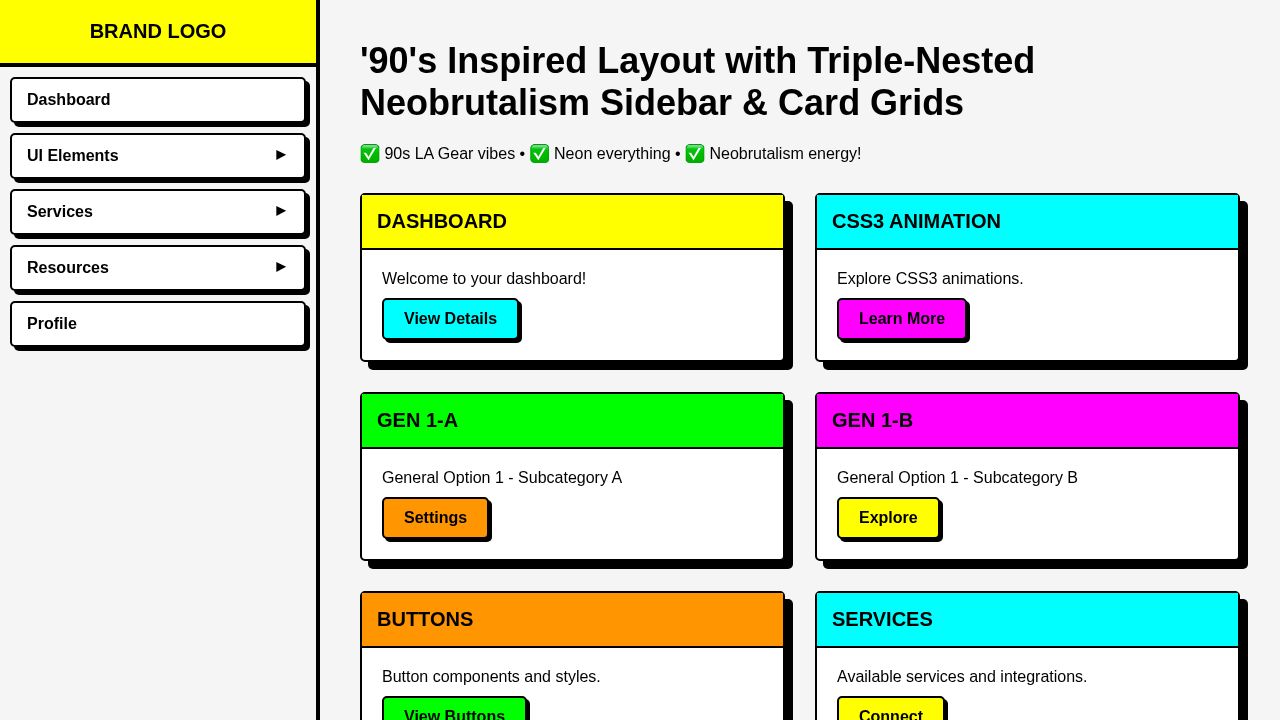 BRAND LOGO
Dashboard
UI Elements ►
Services ►
Resources ►
Profile
'90's Inspired Layout with Triple-Nested
Neobrutalism Sidebar & Card Grids
✅ 90s LA Gear vibes • ✅ Neon everything • ✅ Neobrutalism energy!
DASHBOARD
Welcome to your dashboard!
View Details
CSS3 ANIMATION
Explore CSS3 animations.
Learn More
GEN 1-A
General Option 1 - Subcategory A
Settings
GEN 1-B
General Option 1 - Subcategory B
Explore
BUTTONS
Button components and styles.
View Buttons
SERVICES
Available services and integrations.
Connect